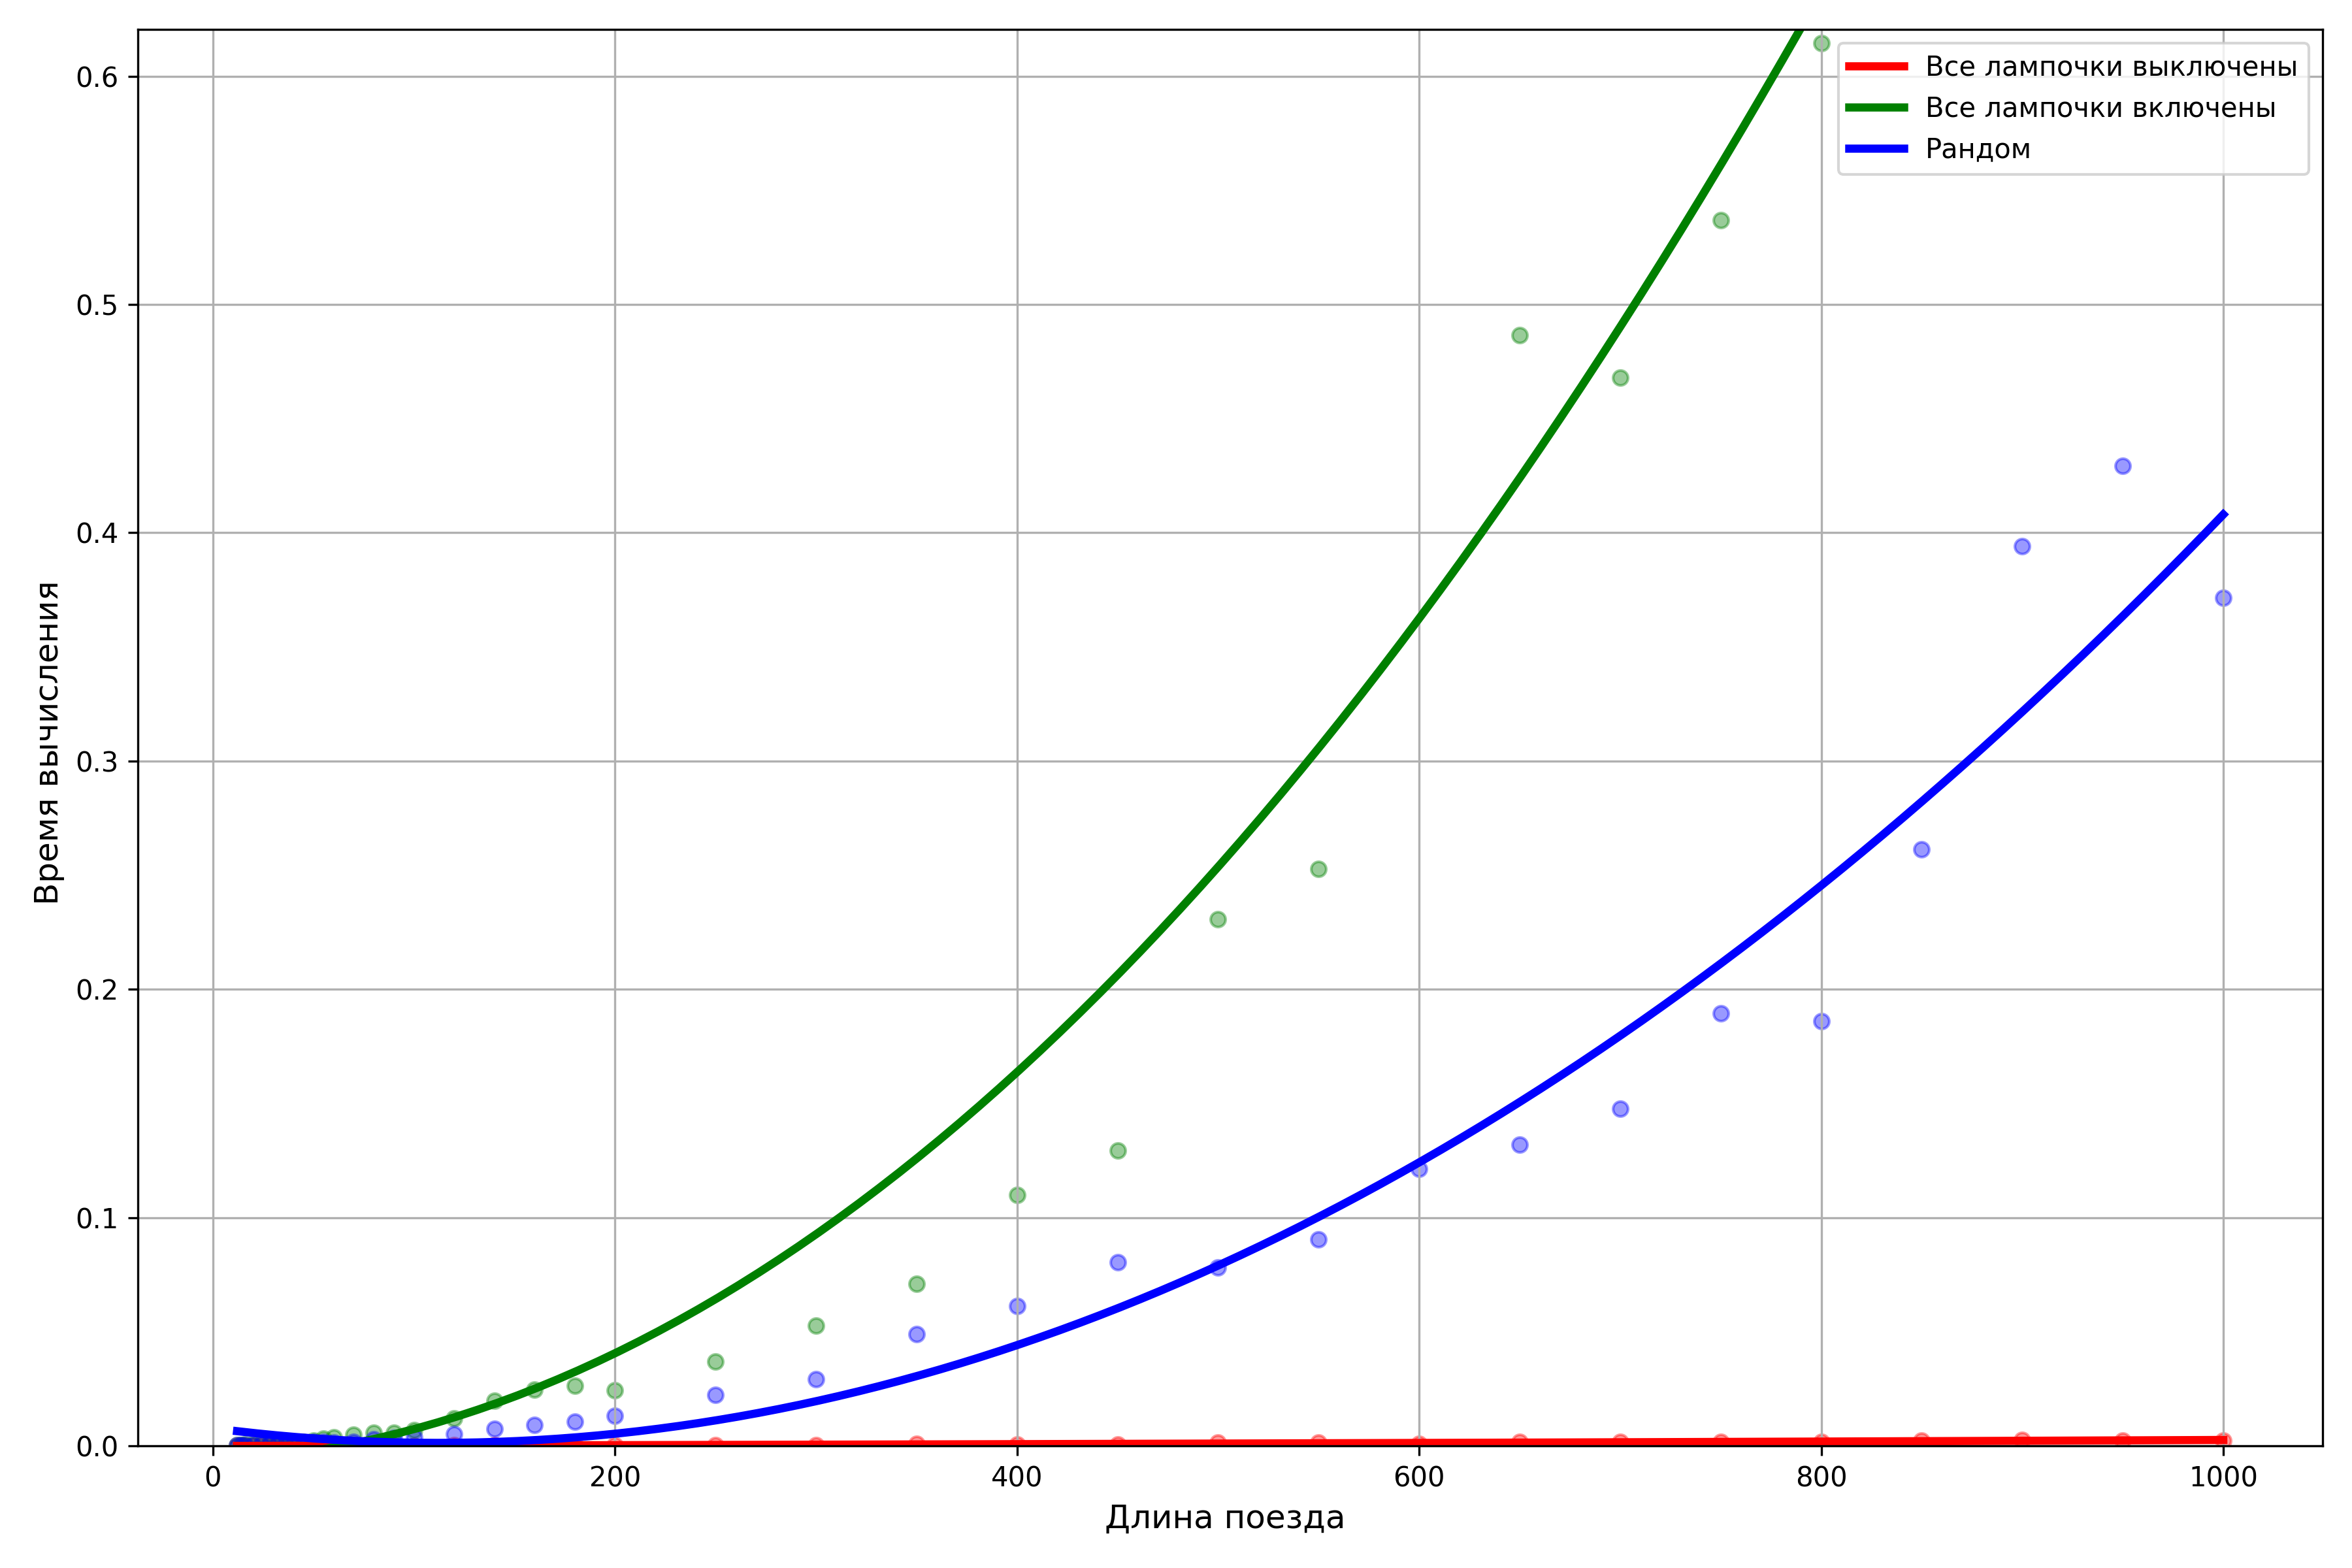 Все лампочки выключены
Все лампочки включены
Рандом
0.6
0.5
0.4
0.3
0.2
0.1
0.0
Время вычисления
0 200 400 600 800 1000
Длина поезда